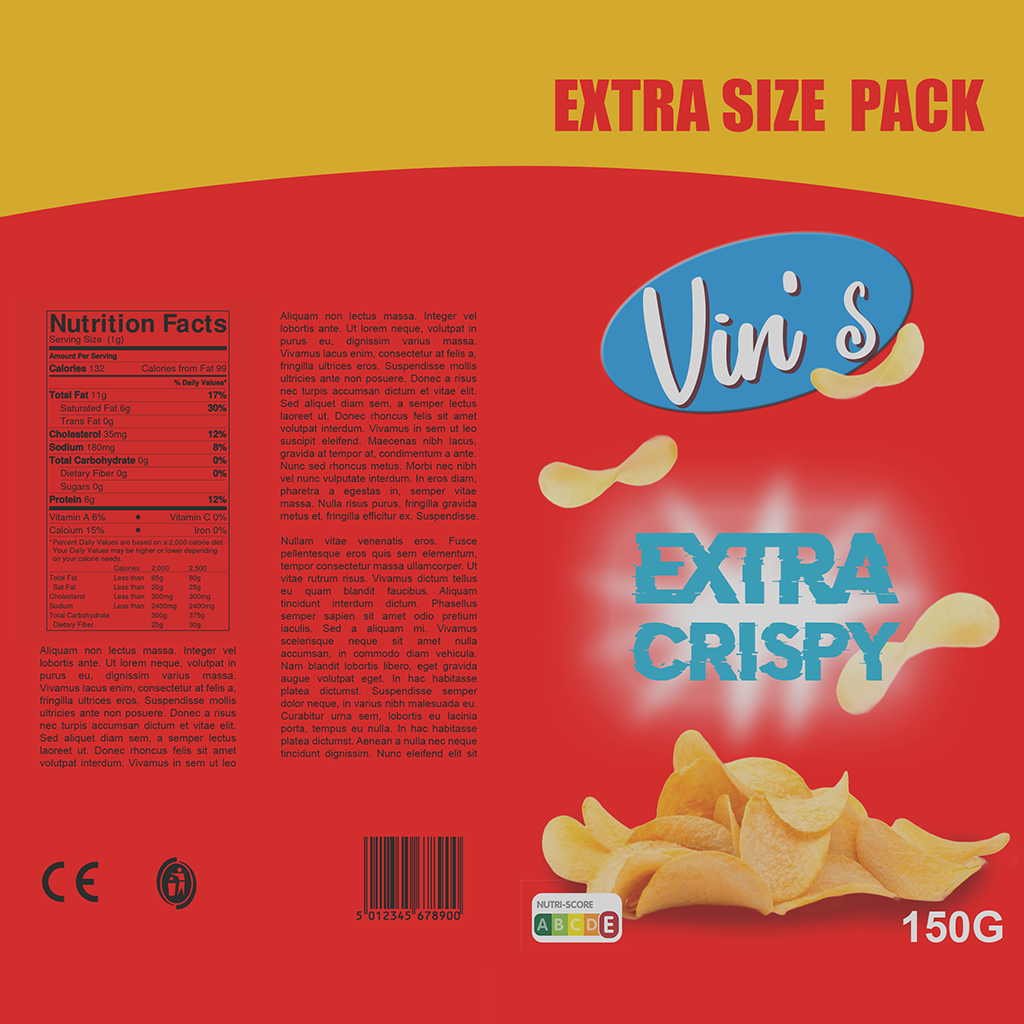 EXTRA SIZE PACK
Vin's
EXTRA
CRISPY
NUTRI-SCORE
A B C D E
150G
Nutrition Facts
Serving Size (1g)
Amount Per Serving
Calories 132 Calories from Fat 99
% Daily Values*
Total Fat 11g 17%
Saturated Fat 6g 30%
Trans Fat 0g
Cholesterol 35mg 12%
Sodium 180mg 8%
Total Carbohydrate 0g 0%
Dietary Fiber 0g 0%
Sugars 0g
Protein 6g 12%
Vitamin A 6% • Vitamin C 0%
Calcium 15% • Iron 0%
* Percent Daily Values are based on a 2,000 calorie diet.
Your Daily Values may be higher or lower depending
on your calorie needs.
Calories 2,000 2,500
Total Fat Less than 65g 80g
Sat Fat Less than 20g 25g
Cholesterol Less than 300mg 300mg
Sodium Less than 2400mg 2400mg
Total Carbohydrate 300g 375g
Dietary Fiber 25g 30g
Aliquam non lectus massa. Integer vel
lobortis ante. Ut lorem neque, volutpat in
purus eu, dignissim varius massa.
Vivamus lacus enim, consectetur at felis a,
fringilla ultrices eros. Suspendisse mollis
ultricies ante non posuere. Donec a risus
nec turpis accumsan dictum et vitae elit.
Sed aliquet diam sem, a semper lectus
laoreet ut. Donec rhoncus felis sit amet
volutpat interdum. Vivamus in sem ut leo
Aliquam non lectus massa. Integer vel
lobortis ante. Ut lorem neque, volutpat in
purus eu, dignissim varius massa.
Vivamus lacus enim, consectetur at felis a,
fringilla ultrices eros. Suspendisse mollis
ultricies ante non posuere. Donec a risus
nec turpis accumsan dictum et vitae elit.
Sed aliquet diam sem, a semper lectus
laoreet ut. Donec rhoncus felis sit amet
volutpat interdum. Vivamus in sem ut leo
suscipit eleifend. Maecenas nibh lacus,
gravida at tempor at, condimentum a ante.
Nunc sed rhoncus metus. Morbi nec nibh
vel nunc vulputate interdum. In eros diam,
pharetra a egestas in, semper vitae
massa. Nulla risus purus, fringilla gravida
metus et, fringilla efficitur ex. Suspendisse.
Nullam vitae venenatis eros. Fusce
pellentesque eros quis sem elementum,
tempor consectetur massa ullamcorper. Ut
vitae rutrum risus. Vivamus dictum tellus
eu quam blandit faucibus. Aliquam
tincidunt interdum dictum. Phasellus
semper sapien sit amet odio pretium
iaculis. Sed a aliquam mi. Vivamus
scelerisque neque sit amet nulla
accumsan, in commodo diam vehicula.
Nam blandit lobortis libero, eget gravida
augue volutpat eget. In hac habitasse
platea dictumst. Suspendisse semper
dolor neque, in varius nibh malesuada eu.
Curabitur urna sem, lobortis eu lacinia
porta, tempus eu nulla. In hac habitasse
platea dictumst. Aenean a nulla nec neque
tincidunt dignissim. Nunc eleifend elit sit
CE
5 012345 678900